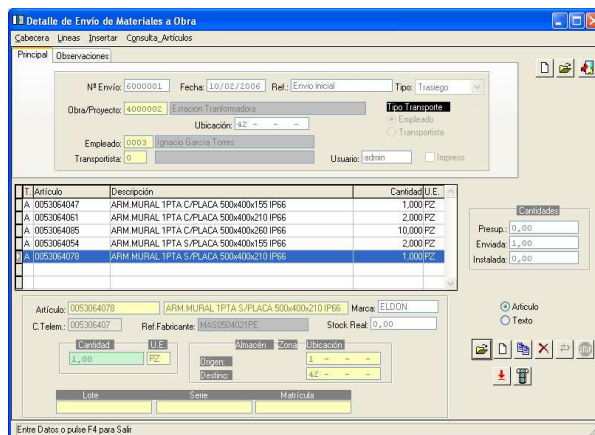 Detalle de Envío de Materiales a Obra
Cabecera Lineas Insertar Consulta_Artículos
Principal Observaciones
Nº Envío: 6000001 Fecha: 10/02/2006 Ref.: Envio inicial Tipo: Trasiego
Obra/Proyecto: 4000002 Estacion Tranformadora Tipo Transporte
Ubicación: 42 - - - Empleado
Transportista
Empleado: 0003 Ignacio García Torres
Transportista: 0 Usuario: admin Impreso
T. Artículo Descripción Cantidad U.E.
A 0053064047 ARM.MURAL 1PTA C/PLACA 500x400x155 IP66 1,000 PZ
A 0053064061 ARM.MURAL 1PTA C/PLACA 500x400x210 IP66 2,000 PZ
A 0053064085 ARM.MURAL 1PTA C/PLACA 500x400x260 IP66 10,000 PZ
A 0053064054 ARM.MURAL 1PTA S/PLACA 500x400x155 IP66 2,000 PZ
A 0053064078 ARM.MURAL 1PTA S/PLACA 500x400x210 IP66 1,000 PZ
Cantidades
Presup.: 0,00
Enviada: 1,00
Instalada: 0,00
Artículo: 0053064078 ARM.MURAL 1PTA S/PLACA 500x400x210 IP66 Marca: ELDON
C.Telem.: 005306407 Ref.Fabricante: MAS0504021PE Stock Real: 0,00
Articulo
Texto
Cantidad U.E. Almacén Zona Ubicación
1,00 PZ Origen: 1 - - -
Destino: 42 - - -
Lote Serie Matrícula
Entre Datos o pulse F4 para Salir